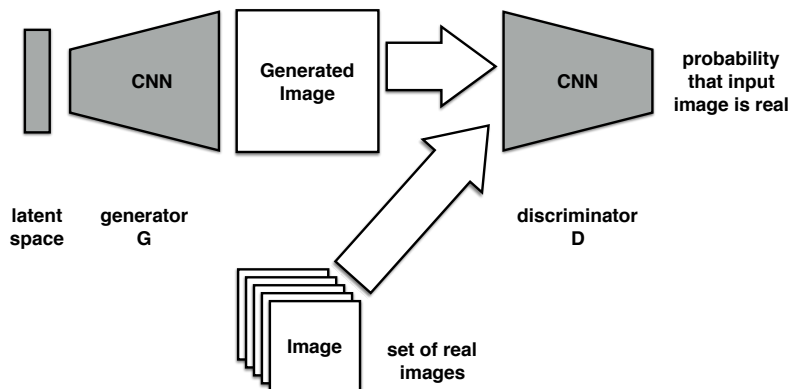 CNN
Generated
Image
CNN
probability
that input
image is real
latent
space
generator
G
discriminator
D
Image
set of real
images